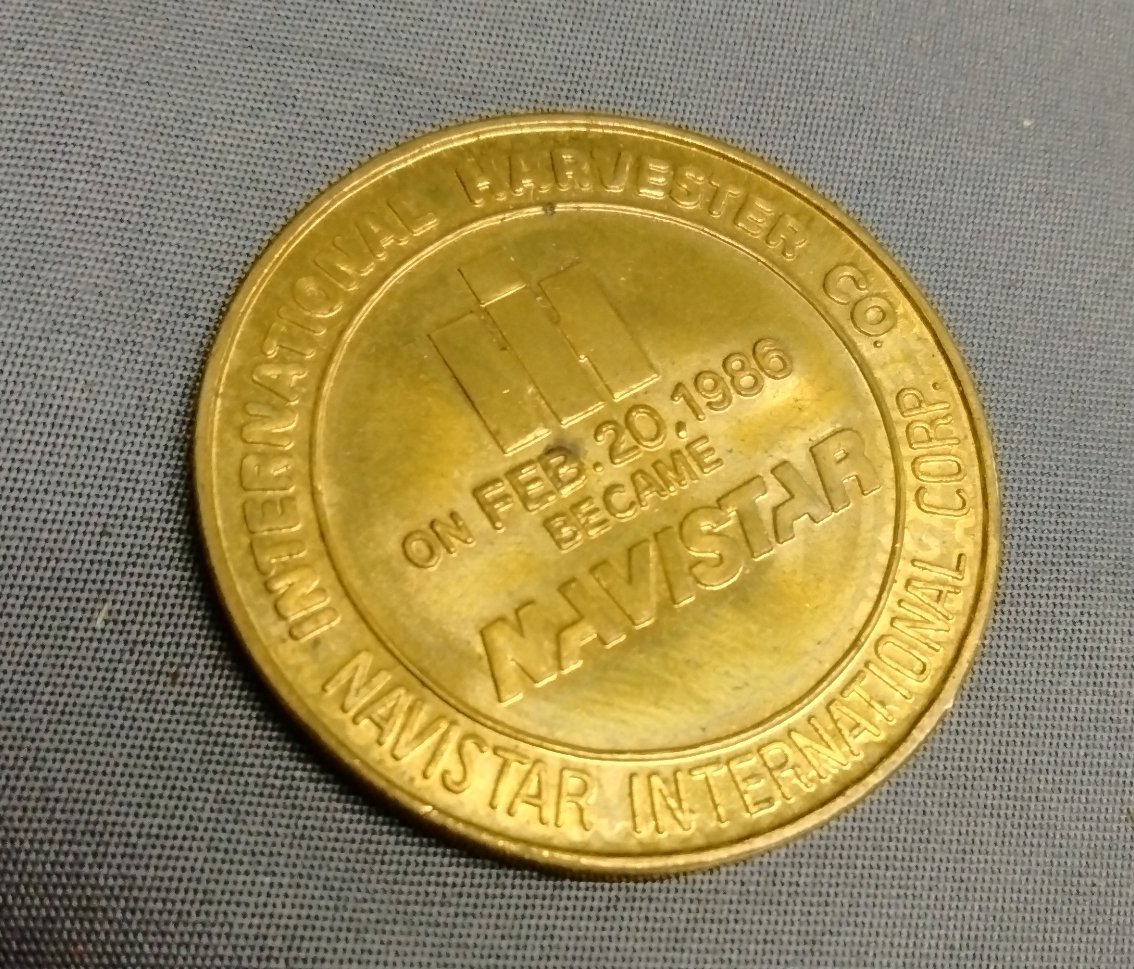 INTERNATIONAL HARVESTER CO.
ON FEB. 20, 1986
BECAME
NAVISTAR
NAVISTAR INTERNATIONAL CORP.